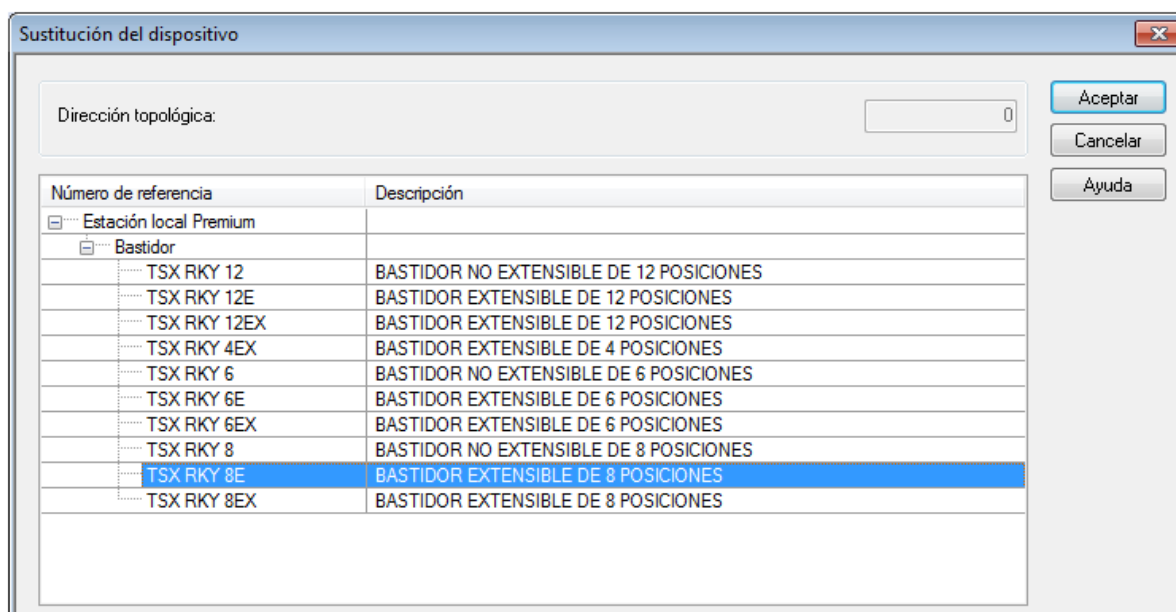 Sustitución del dispositivo
Dirección topológica: 0
Aceptar
Cancelar
Ayuda
Número de referencia Descripción
Estación local Premium
Bastidor
TSX RKY 12 BASTIDOR NO EXTENSIBLE DE 12 POSICIONES
TSX RKY 12E BASTIDOR EXTENSIBLE DE 12 POSICIONES
TSX RKY 12EX BASTIDOR EXTENSIBLE DE 12 POSICIONES
TSX RKY 4EX BASTIDOR EXTENSIBLE DE 4 POSICIONES
TSX RKY 6 BASTIDOR NO EXTENSIBLE DE 6 POSICIONES
TSX RKY 6E BASTIDOR EXTENSIBLE DE 6 POSICIONES
TSX RKY 6EX BASTIDOR EXTENSIBLE DE 6 POSICIONES
TSX RKY 8 BASTIDOR NO EXTENSIBLE DE 8 POSICIONES
TSX RKY 8E BASTIDOR EXTENSIBLE DE 8 POSICIONES
TSX RKY 8EX BASTIDOR EXTENSIBLE DE 8 POSICIONES